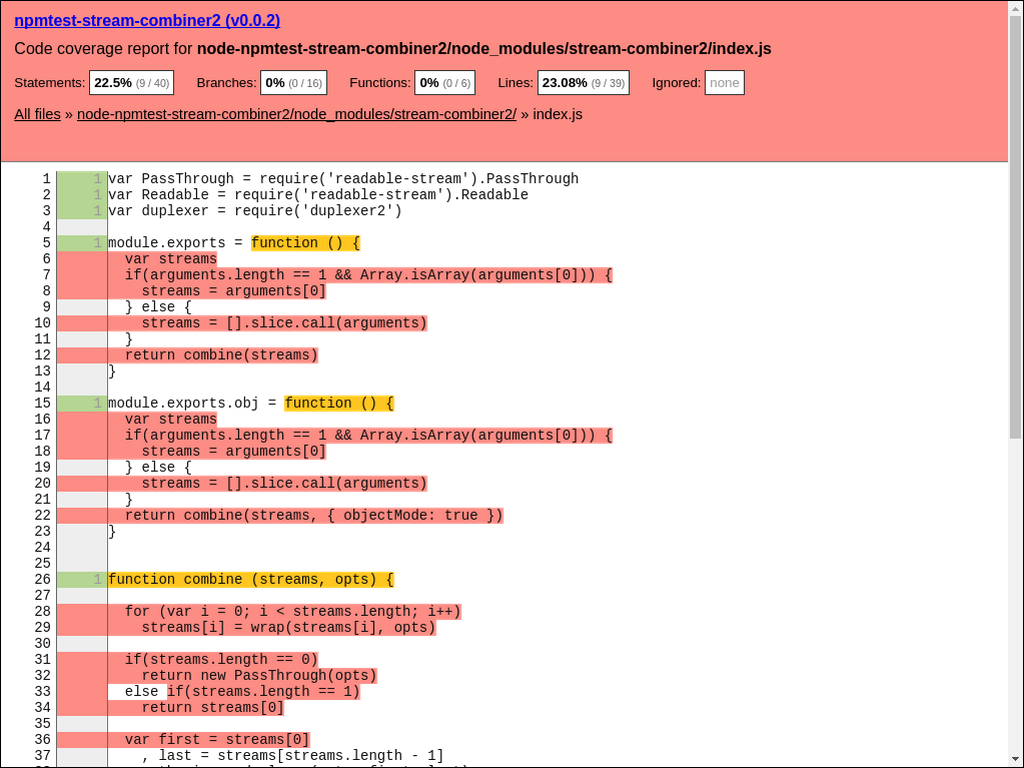 npmtest-stream-combiner2 (v0.0.2)
Code coverage report for node-npmtest-stream-combiner2/node_modules/stream-combiner2/index.js
Statements: 22.5% (9 / 40) Branches: 0% (0 / 16) Functions: 0% (0 / 6) Lines: 23.08% (9 / 39) Ignored: none
All files » node-npmtest-stream-combiner2/node_modules/stream-combiner2/ » index.js
1 1 var PassThrough = require('readable-stream').PassThrough
2 1 var Readable = require('readable-stream').Readable
3 1 var duplexer = require('duplexer2')
4
5 1 module.exports = function () {
6   var streams
7   if(arguments.length == 1 && Array.isArray(arguments[0])) {
8     streams = arguments[0]
9   } else {
10     streams = [].slice.call(arguments)
11   }
12   return combine(streams)
13 }
14
15 1 module.exports.obj = function () {
16   var streams
17   if(arguments.length == 1 && Array.isArray(arguments[0])) {
18     streams = arguments[0]
19   } else {
20     streams = [].slice.call(arguments)
21   }
22   return combine(streams, { objectMode: true })
23 }
24
25
26 1 function combine (streams, opts) {
27
28   for (var i = 0; i < streams.length; i++)
29     streams[i] = wrap(streams[i], opts)
30
31   if(streams.length == 0)
32     return new PassThrough(opts)
33   else if(streams.length == 1)
34     return streams[0]
35
36   var first = streams[0]
37     , last = streams[streams.length - 1]